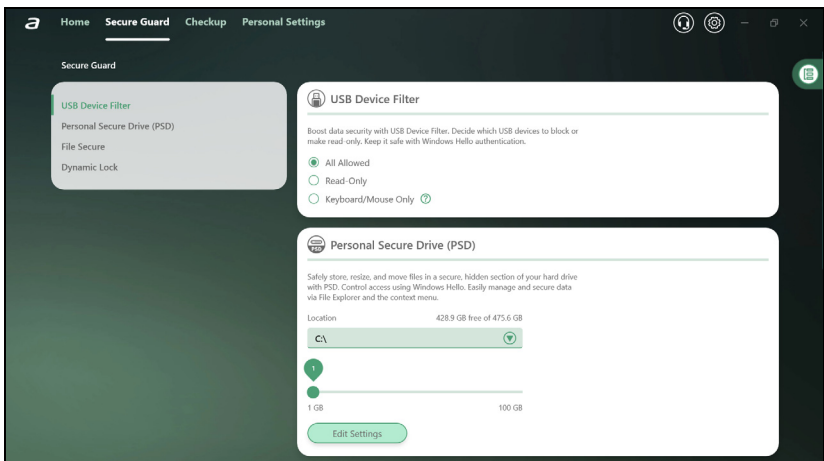 a Home Secure Guard Checkup Personal Settings
Secure Guard
USB Device Filter
Personal Secure Drive (PSD)
File Secure
Dynamic Lock
USB Device Filter
Boost data security with USB Device Filter. Decide which USB devices to block or
make read-only. Keep it safe with Windows Hello authentication.
All Allowed
Read-Only
Keyboard/Mouse Only ?
PSD Personal Secure Drive (PSD)
Safely store, resize, and move files in a secure, hidden section of your hard drive
with PSD. Control access using Windows Hello. Easily manage and secure data
via File Explorer and the context menu.
Location 428.9 GB free of 475.6 GB
C:\
1
1 GB 100 GB
Edit Settings